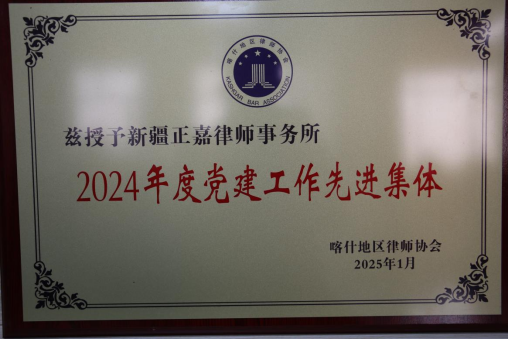 喀什地区律师协会
KASHGAR BAR ASSOCIATION
兹授予新疆正嘉律师事务所
2024年度党建工作先进集体
喀什地区律师协会
2025年1月